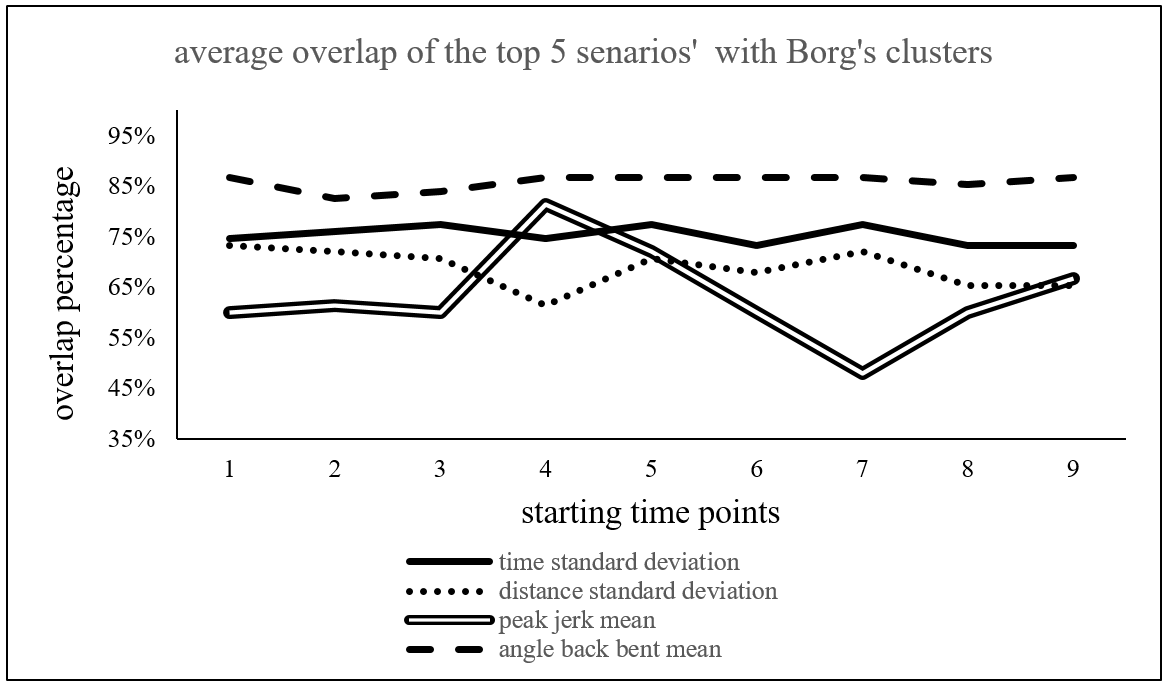 average overlap of the top 5 senarios'  with Borg's clusters
95%
85%
75%
65%
55%
45%
35%
overlap percentage
1 2 3 4 5 6 7 8 9
starting time points
time standard deviation
distance standard deviation
peak jerk mean
angle back bent mean